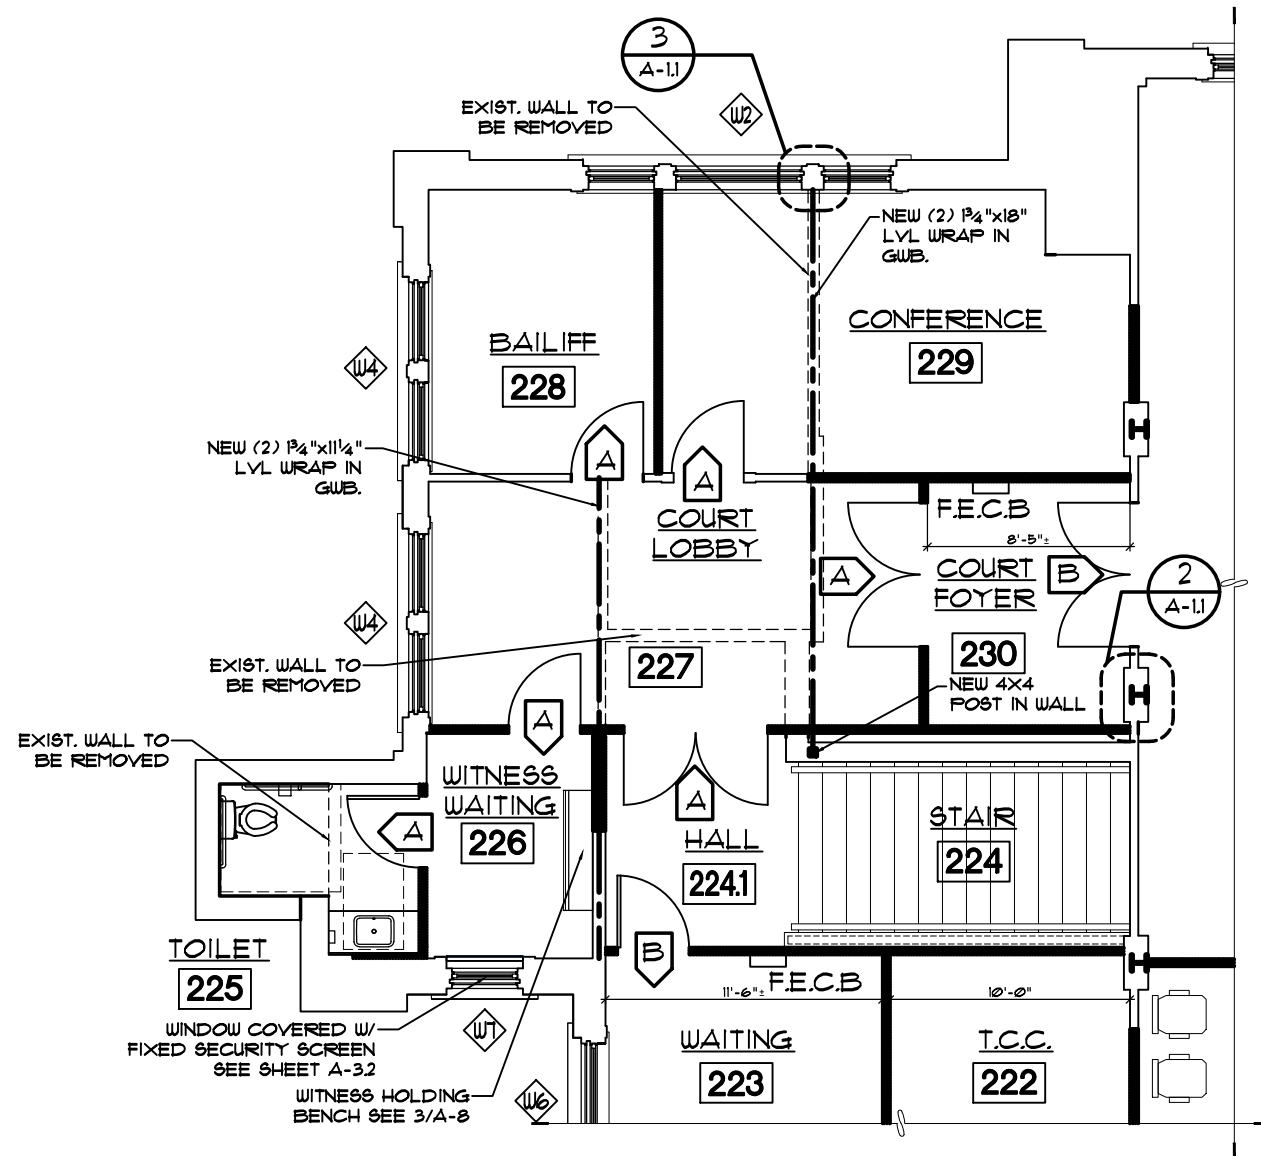 3
A-1.1
EXIST. WALL TO
BE REMOVED
W2
NEW (2) 1¾"x18"
LVL WRAP IN
GWB.
CONFERENCE
229
BAILIFF
228
W4
NEW (2) 1¾"x11¼"
LVL WRAP IN
GWB.
A
A
COURT
LOBBY
F.E.C.B
8'-5"±
A
COURT
FOYER
230
B
2
A-1.1
W4
EXIST. WALL TO
BE REMOVED
227
NEW 4X4
POST IN WALL
A
EXIST. WALL TO
BE REMOVED
WITNESS
WAITING
226
A
A
HALL
224.1
STAIR
224
B
TOILET
225
F.E.C.B
11'-6"±
10'-0"
WINDOW COVERED W/
FIXED SECURITY SCREEN
SEE SHEET A-3.2
W7
WAITING
223
T.C.C.
222
WITNESS HOLDING
BENCH SEE 3/A-8
W6